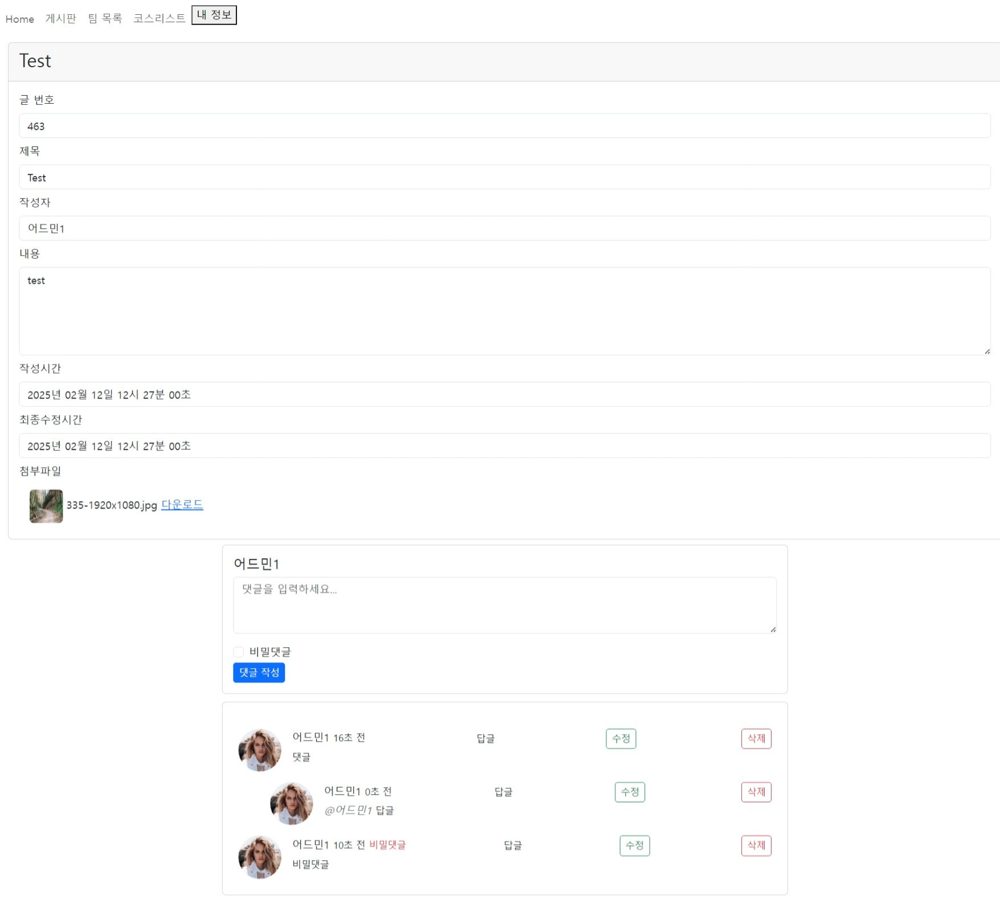 Home 게시판 팀 목록 코스리스트 내 정보
Test
글 번호
463
제목
Test
작성자
어드민1
내용
test
작성시간
2025년 02월 12일 12시 27분 00초
최종수정시간
2025년 02월 12일 12시 27분 00초
첨부파일
335-1920x1080.jpg 다운로드
어드민1
댓글을 입력하세요...
비밀댓글
댓글 작성
어드민1 16초 전 답글 수정 삭제
댓글
어드민1 0초 전 답글 수정 삭제
@어드민1 답글
어드민1 10초 전 비밀댓글 답글 수정 삭제
비밀댓글